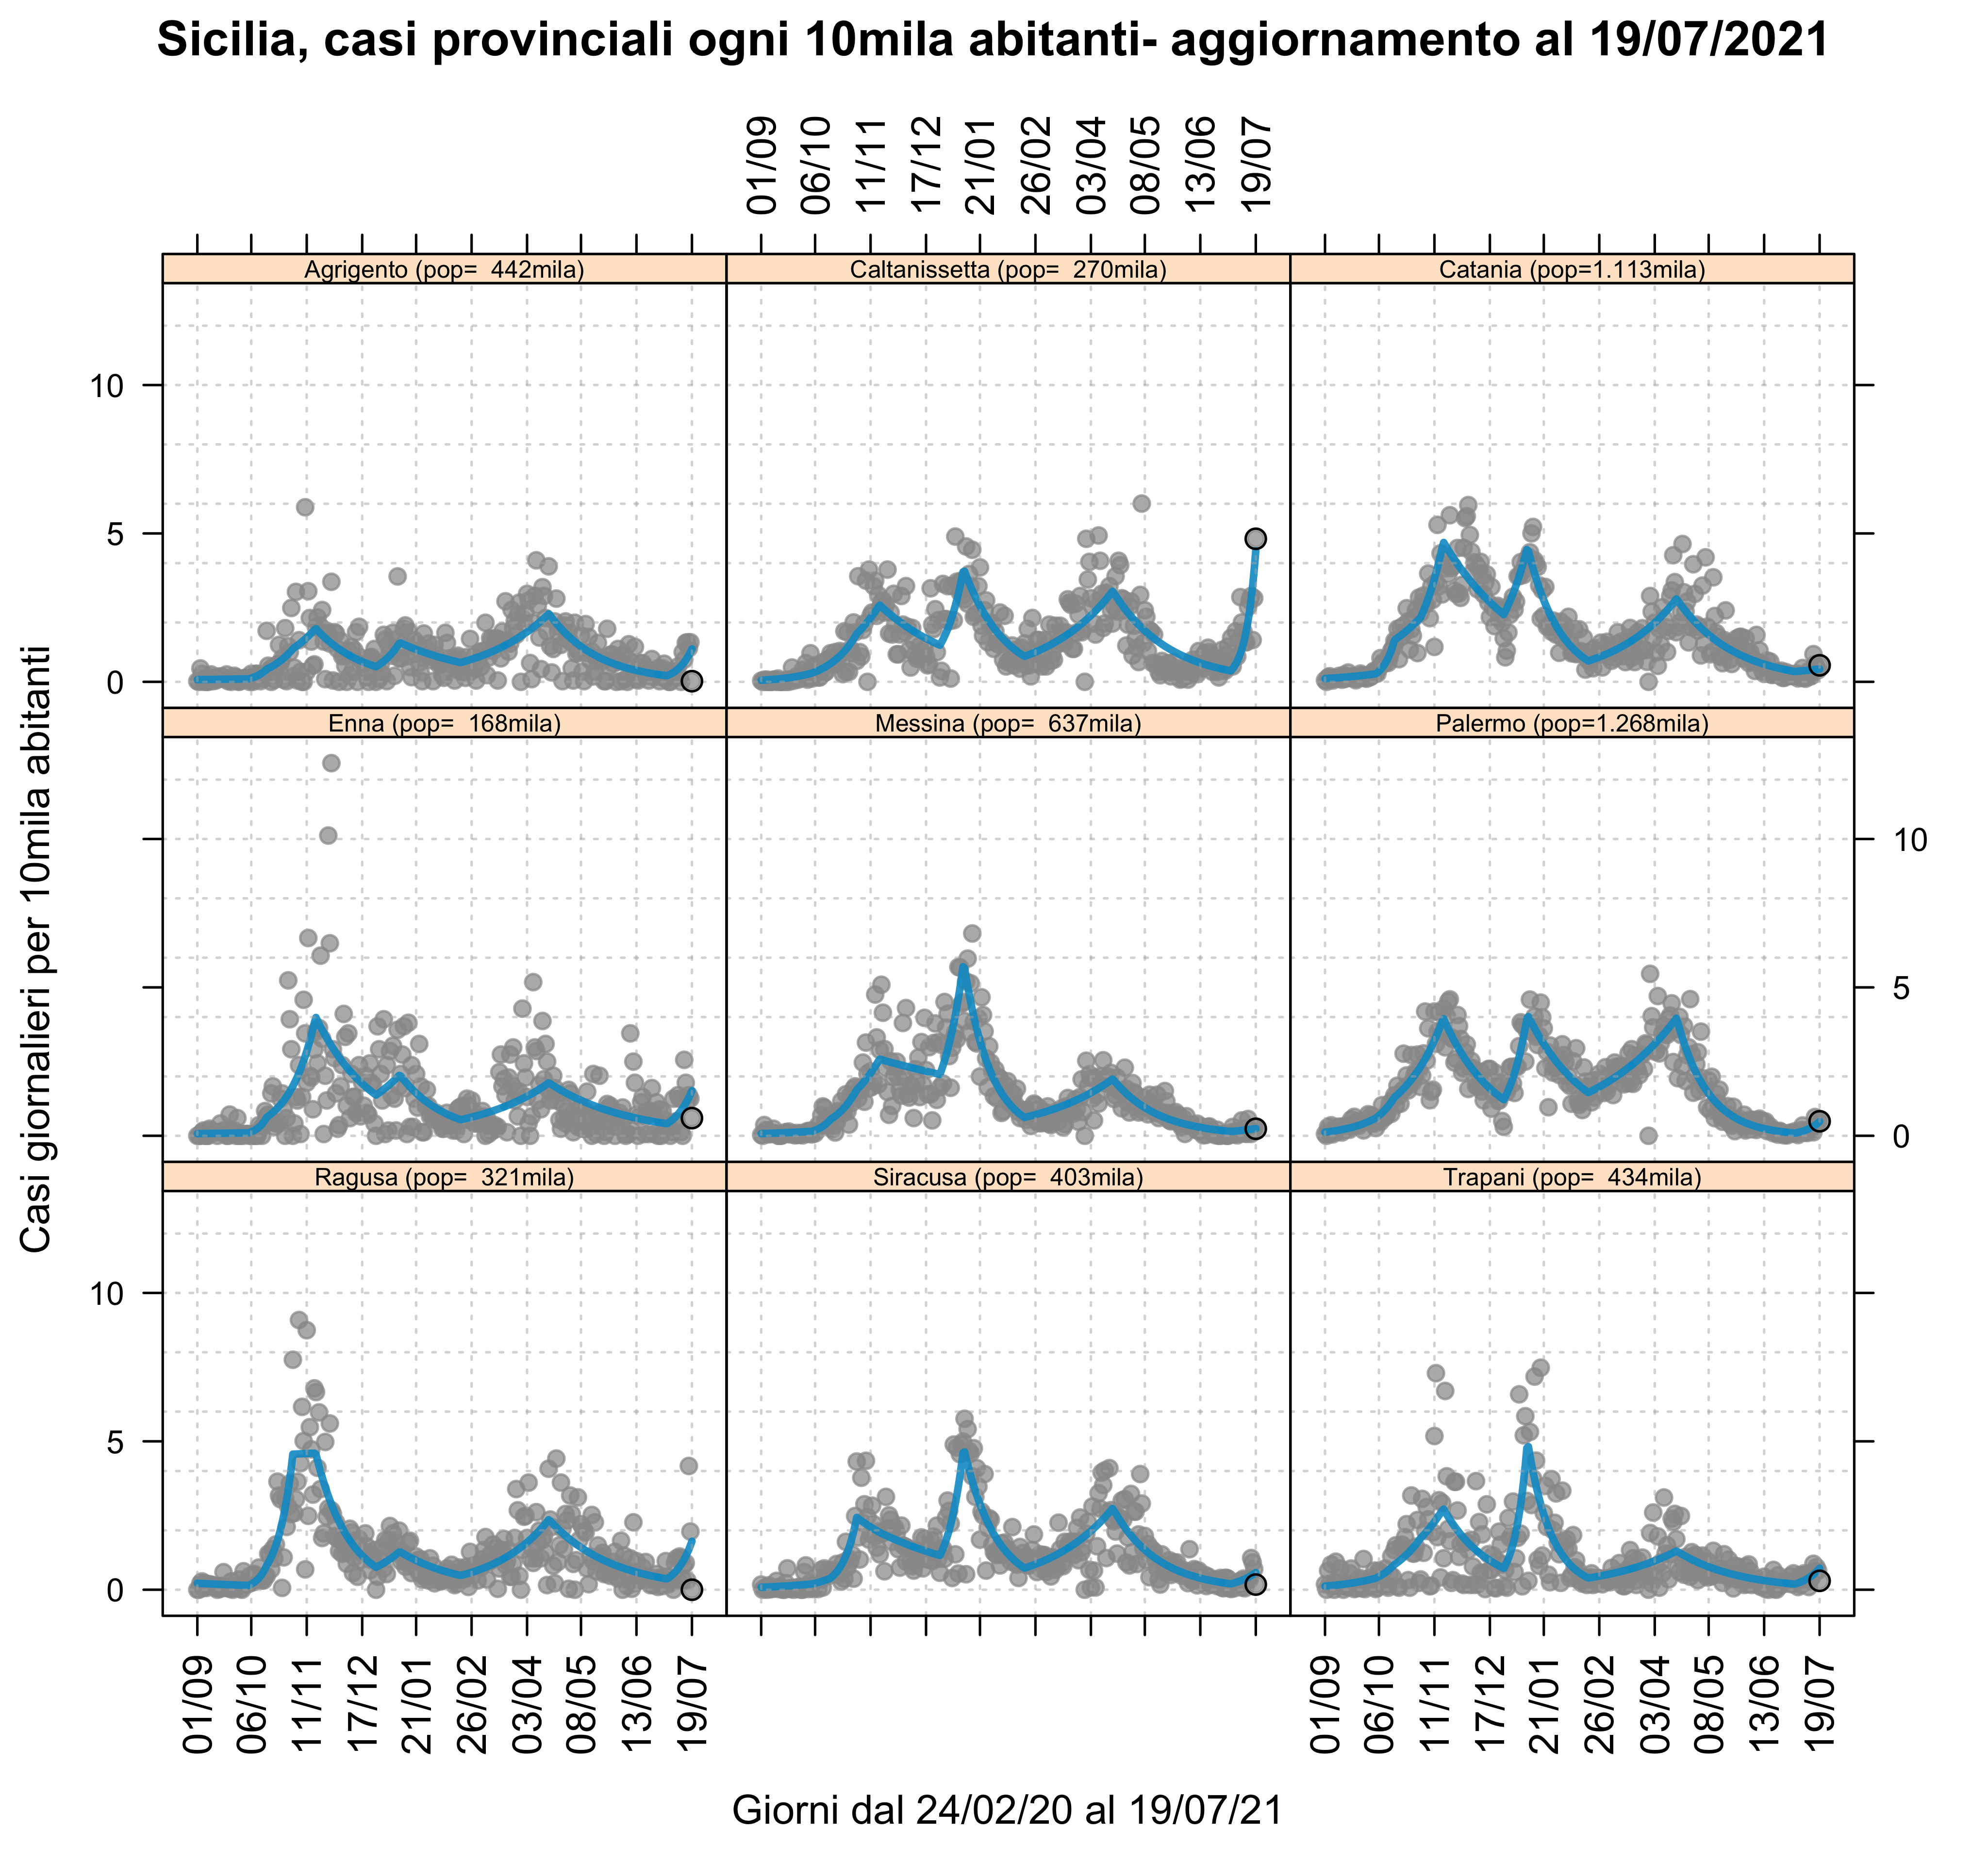 Sicilia, casi provinciali ogni 10mila abitanti- aggiornamento al 19/07/2021
01/09 06/10 11/11 17/12 21/01 26/02 03/04 08/05 13/06 19/07
Agrigento (pop=  442mila)
Caltanissetta (pop=  270mila)
Catania (pop=1.113mila)
10
5
0
Enna (pop=  168mila)
Messina (pop=  637mila)
Palermo (pop=1.268mila)
10
5
0
Casi giornalieri per 10mila abitanti
Ragusa (pop=  321mila)
Siracusa (pop=  403mila)
Trapani (pop=  434mila)
10
5
0
01/09 06/10 11/11 17/12 21/01 26/02 03/04 08/05 13/06 19/07
01/09 06/10 11/11 17/12 21/01 26/02 03/04 08/05 13/06 19/07
Giorni dal 24/02/20 al 19/07/21